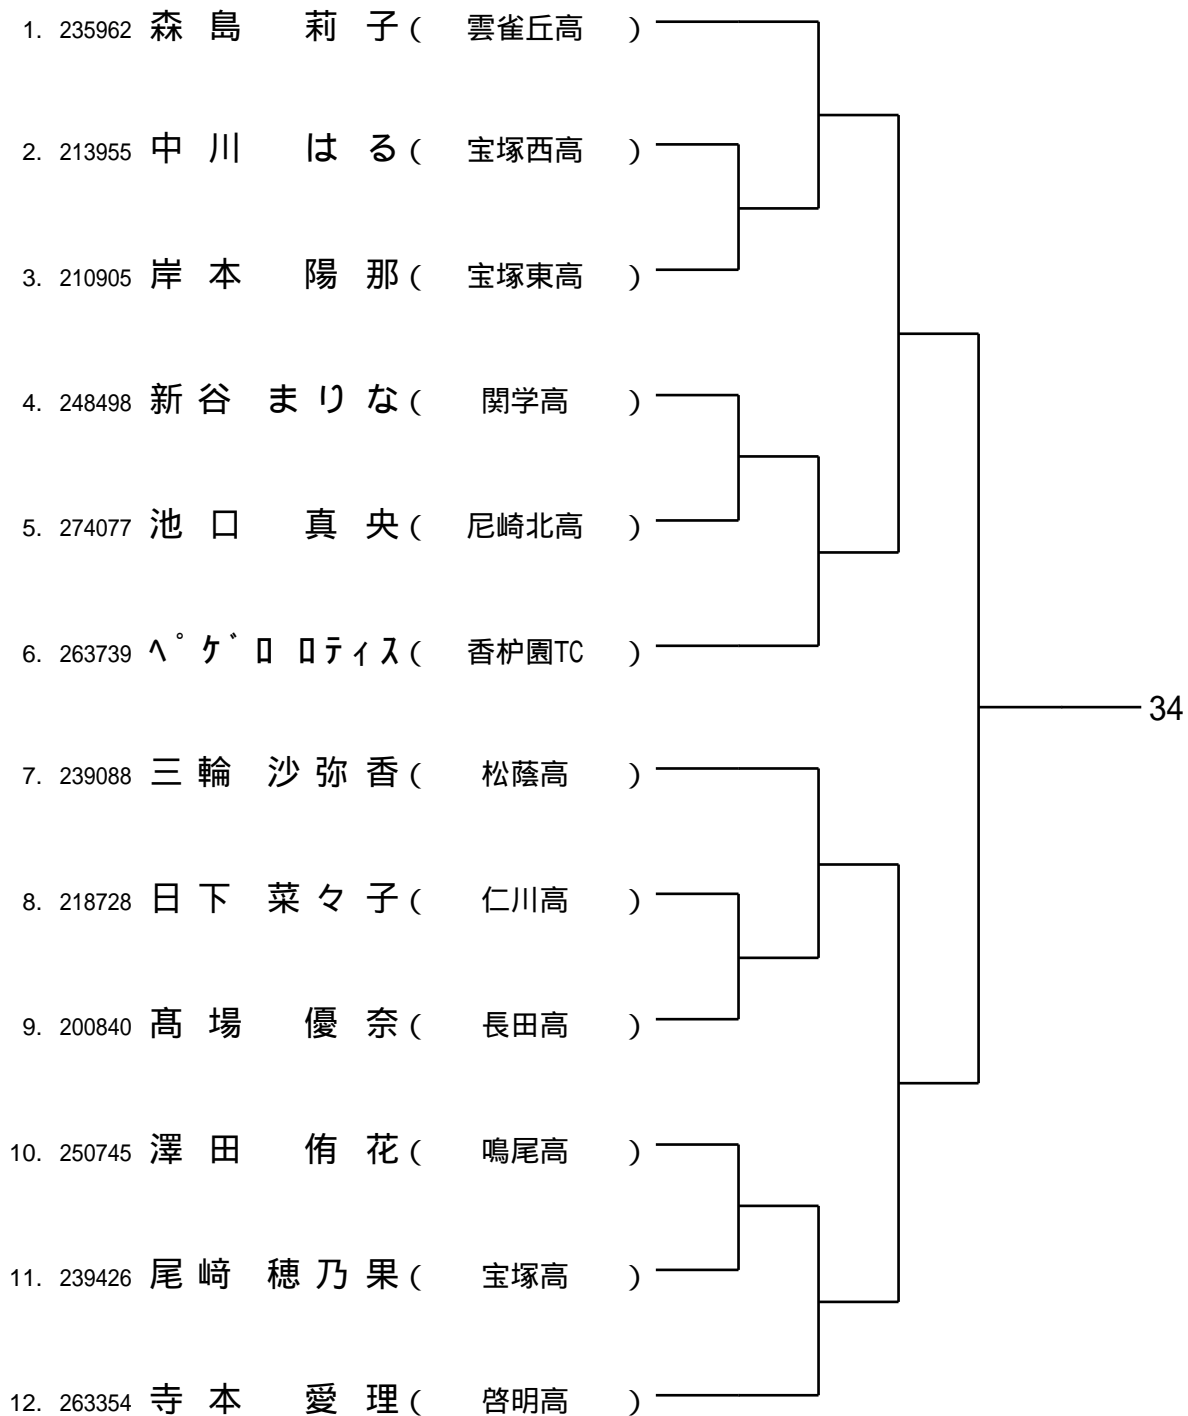 1. 235962 森島 莉子 ( 雲雀丘高 )
2. 213955 中川 はる ( 宝塚西高 )
3. 210905 岸本 陽那 ( 宝塚東高 )
4. 248498 新谷 まりな ( 関学高 )
5. 274077 池口 真央 ( 尼崎北高 )
6. 263739 ﾍﾟｹﾞﾛ ﾛﾃｨｽ ( 香枦園TC )
34
7. 239088 三輪 沙弥香 ( 松蔭高 )
8. 218728 日下 菜々子 ( 仁川高 )
9. 200840 髙場 優奈 ( 長田高 )
10. 250745 澤田 侑花 ( 鳴尾高 )
11. 239426 尾﨑 穂乃果 ( 宝塚高 )
12. 263354 寺本 愛理 ( 啓明高 )